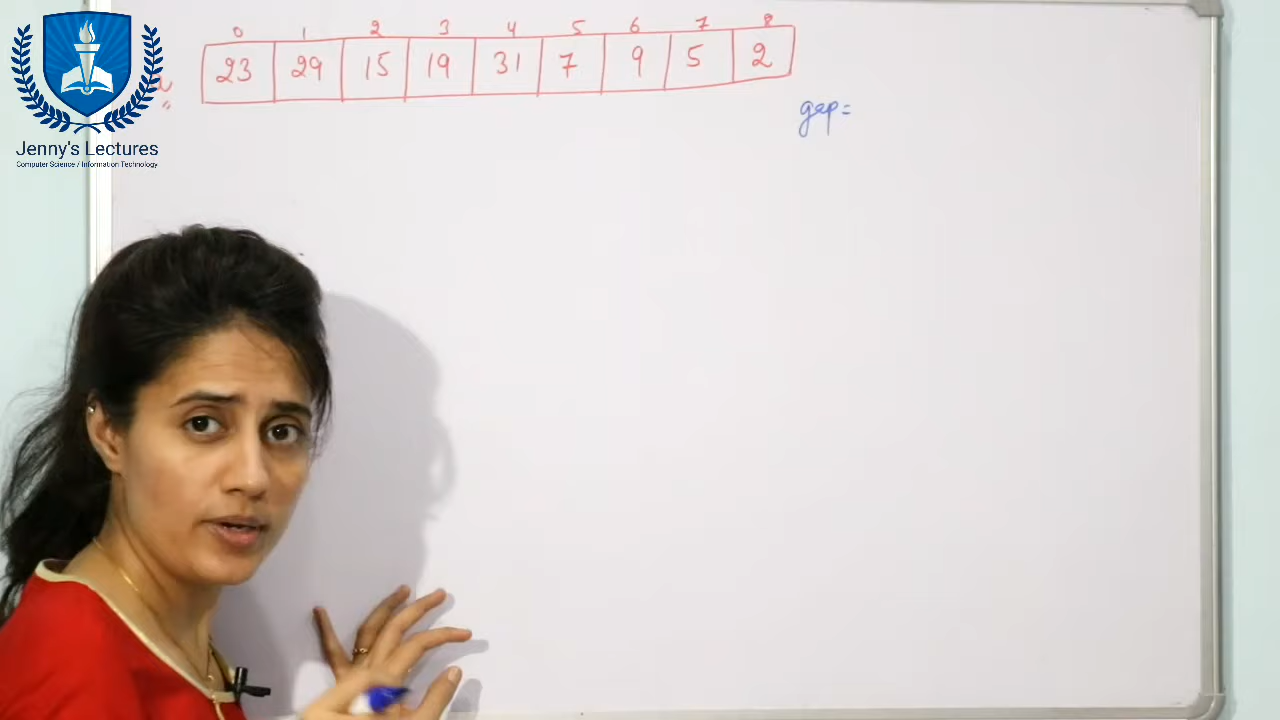 0 1 2 3 4 5 6 7 8
a 23 29 15 19 31 7 9 5 2
gap=
Jenny's Lectures
Computer Science / Information Technology